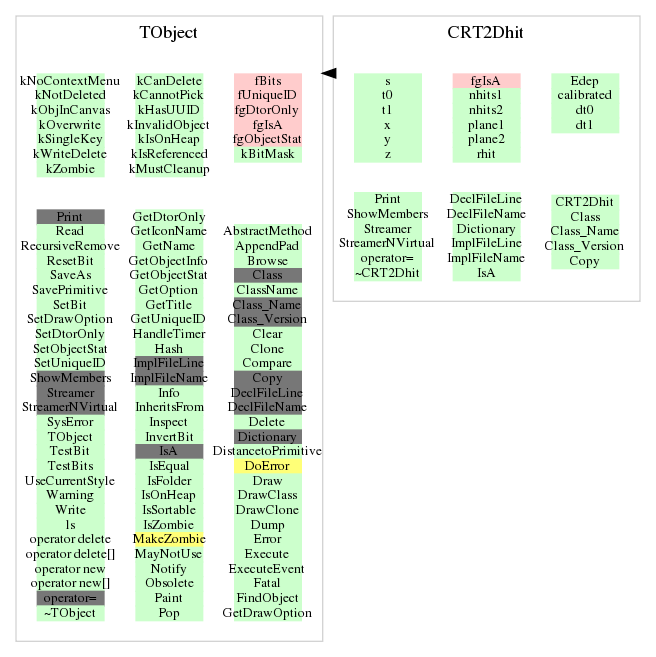 TObject
kNoContextMenu
kNotDeleted
kObjInCanvas
kOverwrite
kSingleKey
kWriteDelete
kZombie
kCanDelete
kCannotPick
kHasUUID
kInvalidObject
kIsOnHeap
kIsReferenced
kMustCleanup
fBits
fUniqueID
fgDtorOnly
fgIsA
fgObjectStat
kBitMask
Print
Read
RecursiveRemove
ResetBit
SaveAs
SavePrimitive
SetBit
SetDrawOption
SetDtorOnly
SetObjectStat
SetUniqueID
ShowMembers
Streamer
StreamerNVirtual
SysError
TObject
TestBit
TestBits
UseCurrentStyle
Warning
Write
ls
operator delete
operator delete[]
operator new
operator new[]
operator=
~TObject
GetDtorOnly
GetIconName
GetName
GetObjectInfo
GetObjectStat
GetOption
GetTitle
GetUniqueID
HandleTimer
Hash
ImplFileLine
ImplFileName
Info
InheritsFrom
Inspect
InvertBit
IsA
IsEqual
IsFolder
IsOnHeap
IsSortable
IsZombie
MakeZombie
MayNotUse
Notify
Obsolete
Paint
Pop
AbstractMethod
AppendPad
Browse
Class
ClassName
Class_Name
Class_Version
Clear
Clone
Compare
Copy
DeclFileLine
DeclFileName
Delete
Dictionary
DistancetoPrimitive
DoError
Draw
DrawClass
DrawClone
Dump
Error
Execute
ExecuteEvent
Fatal
FindObject
GetDrawOption
CRT2Dhit
s
t0
t1
x
y
z
fgIsA
nhits1
nhits2
plane1
plane2
rhit
Edep
calibrated
dt0
dt1
Print
ShowMembers
Streamer
StreamerNVirtual
operator=
~CRT2Dhit
DeclFileLine
DeclFileName
Dictionary
ImplFileLine
ImplFileName
IsA
CRT2Dhit
Class
Class_Name
Class_Version
Copy